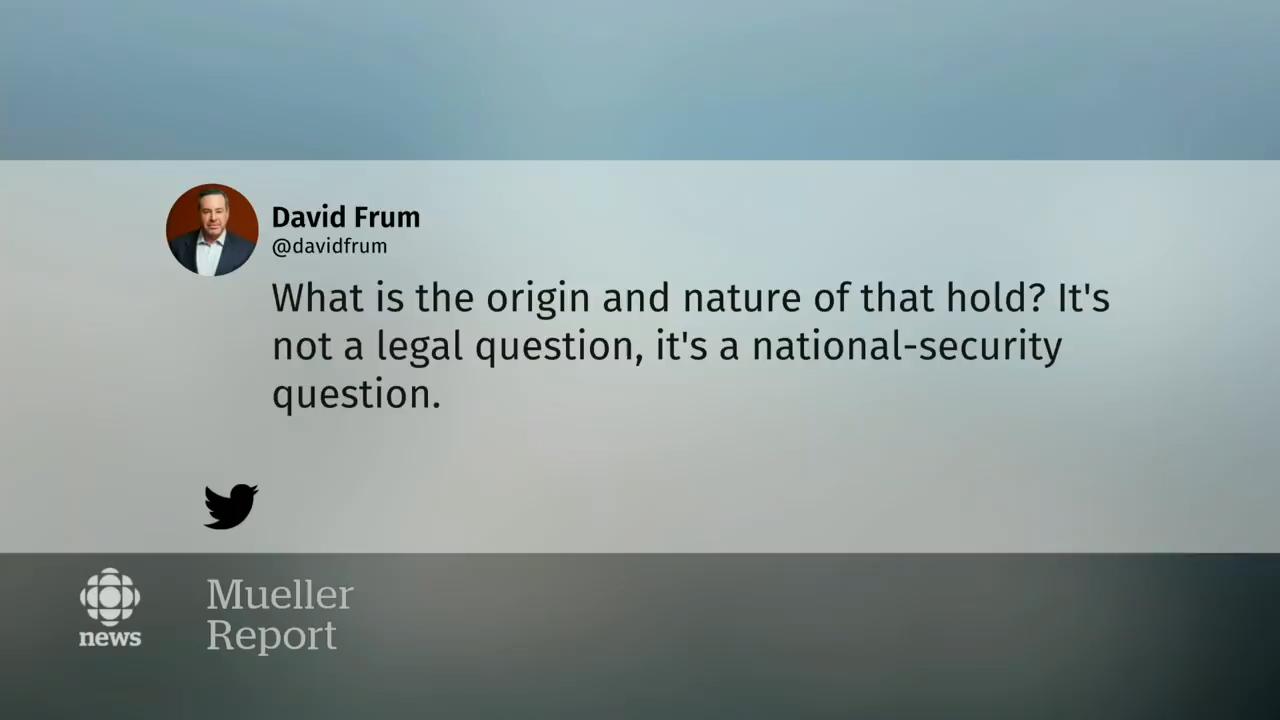 David Frum
@davidfrum
What is the origin and nature of that hold? It's
not a legal question, it's a national-security
question.
news
Mueller
Report